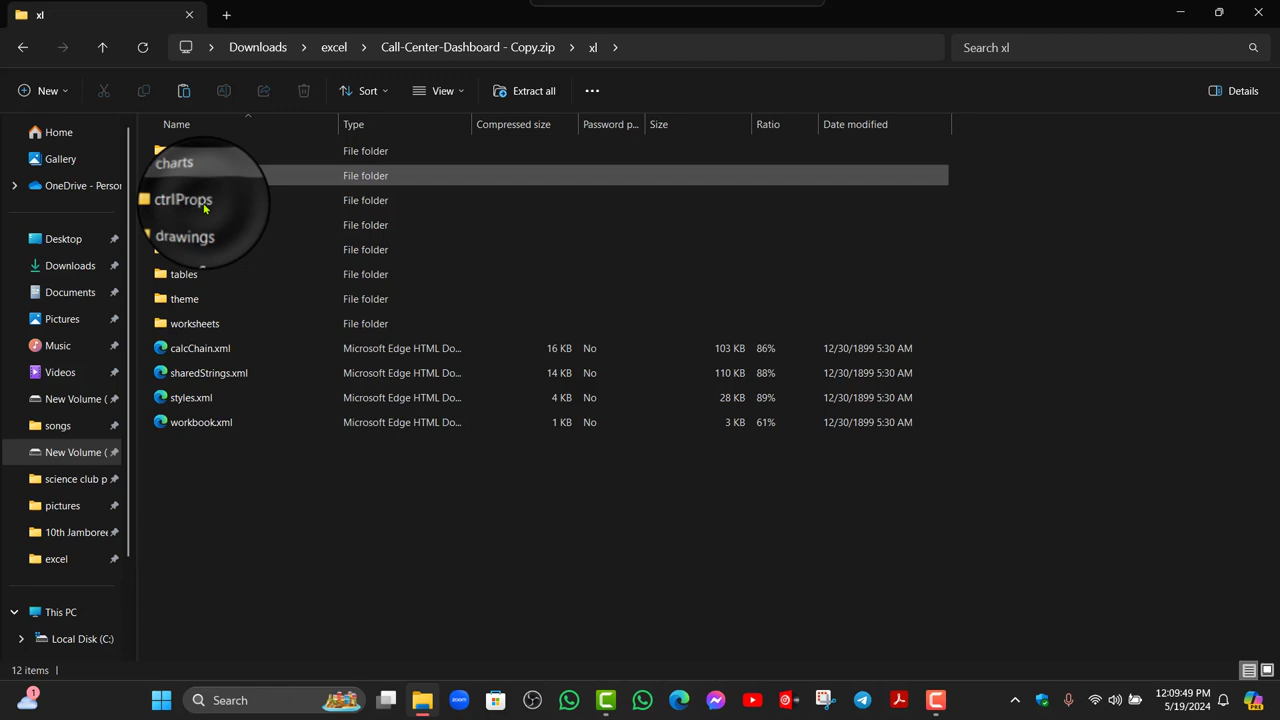 xl
Downloads
excel
Call-Center-Dashboard - Copy.zip
xl
Search xl
New
Sort
View
Extract all
Details
Name
Type
Compressed size
Password p...
Size
Ratio
Date modified
Home
Gallery
OneDrive - Perso
Desktop
Downloads
Documents
Pictures
Music
Videos
New Volume (
songs
New Volume (
science club p
pictures
10th Jamboree
excel
This PC
Local Disk (C:)
File folder
charts
File folder
ctrlProps
File folder
drawings
File folder
File folder
tables
File folder
theme
File folder
worksheets
File folder
calcChain.xml
Microsoft Edge HTML Do...
16 KB
No
103 KB
86%
12/30/1899 5:30 AM
sharedStrings.xml
Microsoft Edge HTML Do...
14 KB
No
110 KB
88%
12/30/1899 5:30 AM
styles.xml
Microsoft Edge HTML Do...
4 KB
No
28 KB
89%
12/30/1899 5:30 AM
workbook.xml
Microsoft Edge HTML Do...
1 KB
No
3 KB
61%
12/30/1899 5:30 AM
12 items
1
Search
zoom
12:09:49 PM
5/19/2024
PRE